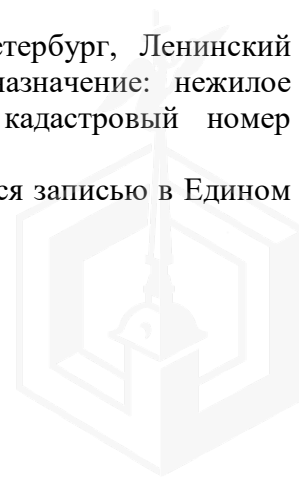 етербург, Ленинский
назначение: нежилое
кадастровый номер
ся записью в Едином